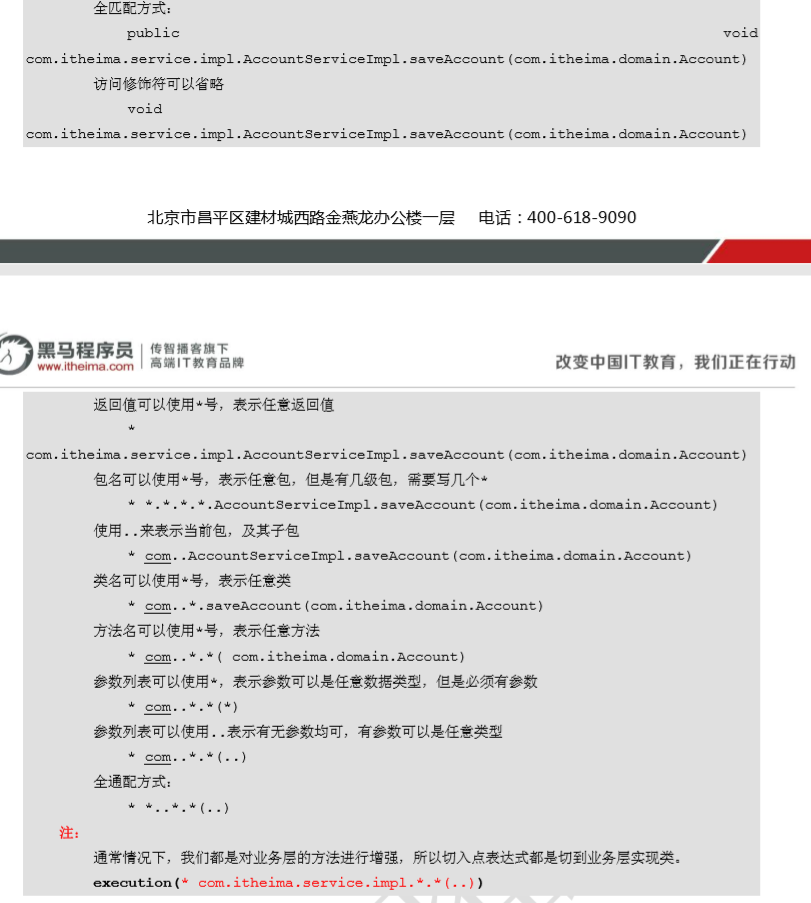 全匹配方式:
public void
com.itheima.service.impl.AccountServiceImpl.saveAccount(com.itheima.domain.Account)
访问修饰符可以省略
void
com.itheima.service.impl.AccountServiceImpl.saveAccount(com.itheima.domain.Account)
北京市昌平区建材城西路金燕龙办公楼一层 电话:400-618-9090
黑马程序员 传智播客旗下
www.itheima.com 高端IT教育品牌
改变中国IT教育，我们正在行动
返回值可以使用*号，表示任意返回值
*
com.itheima.service.impl.AccountServiceImpl.saveAccount(com.itheima.domain.Account)
包名可以使用*号，表示任意包，但是有几级包，需要写几个*
* *.*.*.*.AccountServiceImpl.saveAccount(com.itheima.domain.Account)
使用..来表示当前包，及其子包
* com..AccountServiceImpl.saveAccount(com.itheima.domain.Account)
类名可以使用*号，表示任意类
* com..*.saveAccount(com.itheima.domain.Account)
方法名可以使用*号，表示任意方法
* com..*.*( com.itheima.domain.Account)
参数列表可以使用*，表示参数可以是任意数据类型，但是必须有参数
* com..*.*(*)
参数列表可以使用..表示有无参数均可，有参数可以是任意类型
* com..*.*(..)
全通配方式:
* *..*.*(..)
注:
通常情况下，我们都是对业务层的方法进行增强，所以切入点表达式都是切到业务层实现类。
execution(* com.itheima.service.impl.*.*(..))